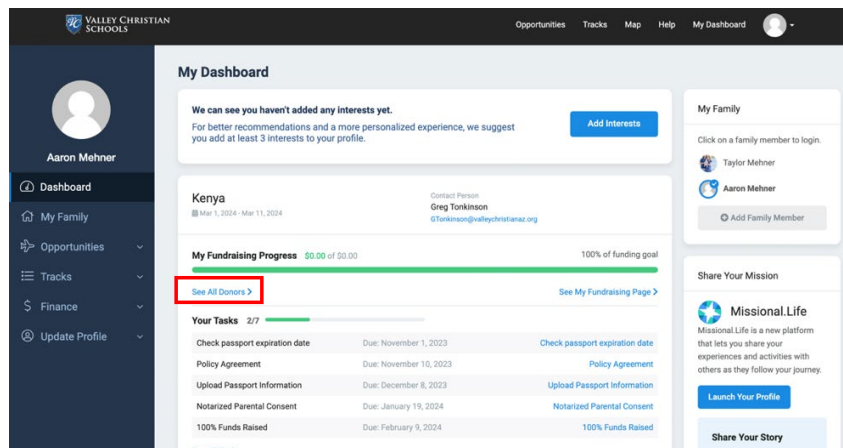 VALLEY CHRISTIAN
SCHOOLS
Opportunities Tracks Map Help My Dashboard
Aaron Mehner
Dashboard
My Family
Opportunities
Tracks
Finance
Update Profile
My Dashboard
We can see you haven't added any interests yet.
For better recommendations and a more personalized experience, we suggest
you add at least 3 interests to your profile.
Add Interests
Kenya
Mar 1, 2024 - Mar 11, 2024
Contact Person
Greg Tonkinson
GTonkinson@valleychristianaz.org
My Fundraising Progress $0.00 of $0.00 100% of funding goal
See All Donors > See My Fundraising Page >
Your Tasks 2/7
Check passport expiration date Due: November 1, 2023 Check passport expiration date
Policy Agreement Due: November 10, 2023 Policy Agreement
Upload Passport Information Due: December 8, 2023 Upload Passport Information
Notarized Parental Consent Due: January 19, 2024 Notarized Parental Consent
100% Funds Raised Due: February 9, 2024 100% Funds Raised
My Family
Click on a family member to login.
Taylor Mehner
Aaron Mehner
Add Family Member
Share Your Mission
Missional.Life
Missional.Life is a new platform
that lets you share your
experiences and activities with
others as they follow your journey.
Launch Your Profile
Share Your Story